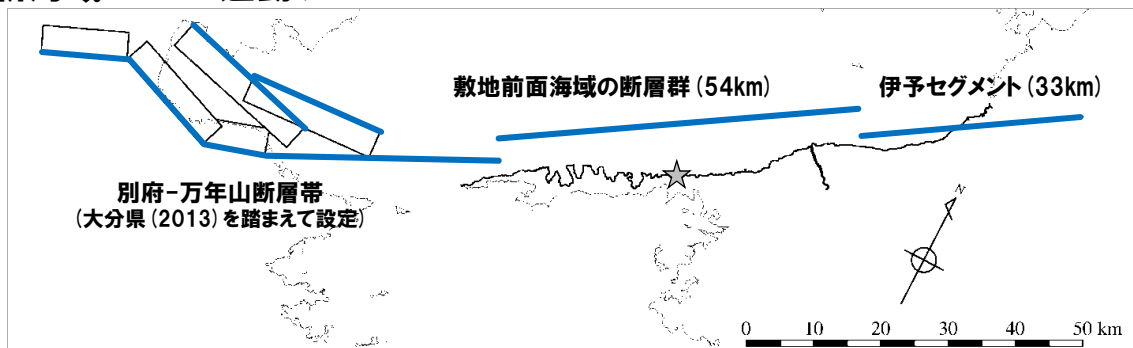 敷地前面海域の断層群(54km)
伊予セグメント(33km)
別府-万年山断層帯
(大分県(2013)を踏まえて設定)
N
0 10 20 30 40 50 km